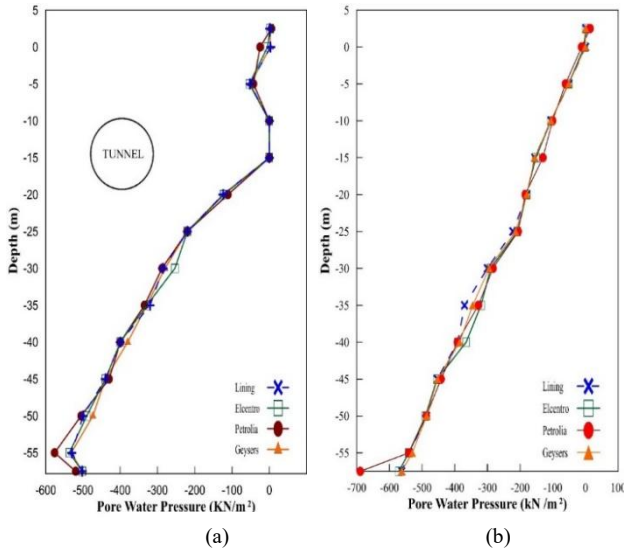 5
0
-5
-10
-15
-20
-25
-30
-35
-40
-45
-50
-55
Depth (m)
TUNNEL
Lining
Elcentro
Petrolia
Geysers
-600 -500 -400 -300 -200 -100 0
Pore Water Pressure (KN/m²)
(a)
5
0
-5
-10
-15
-20
-25
-30
-35
-40
-45
-50
-55
Depth (m)
Lining
Elcentro
Petrolia
Geysers
-700 -600 -500 -400 -300 -200 -100 0 100
Pore Water Pressure (kN /m²)
(b)